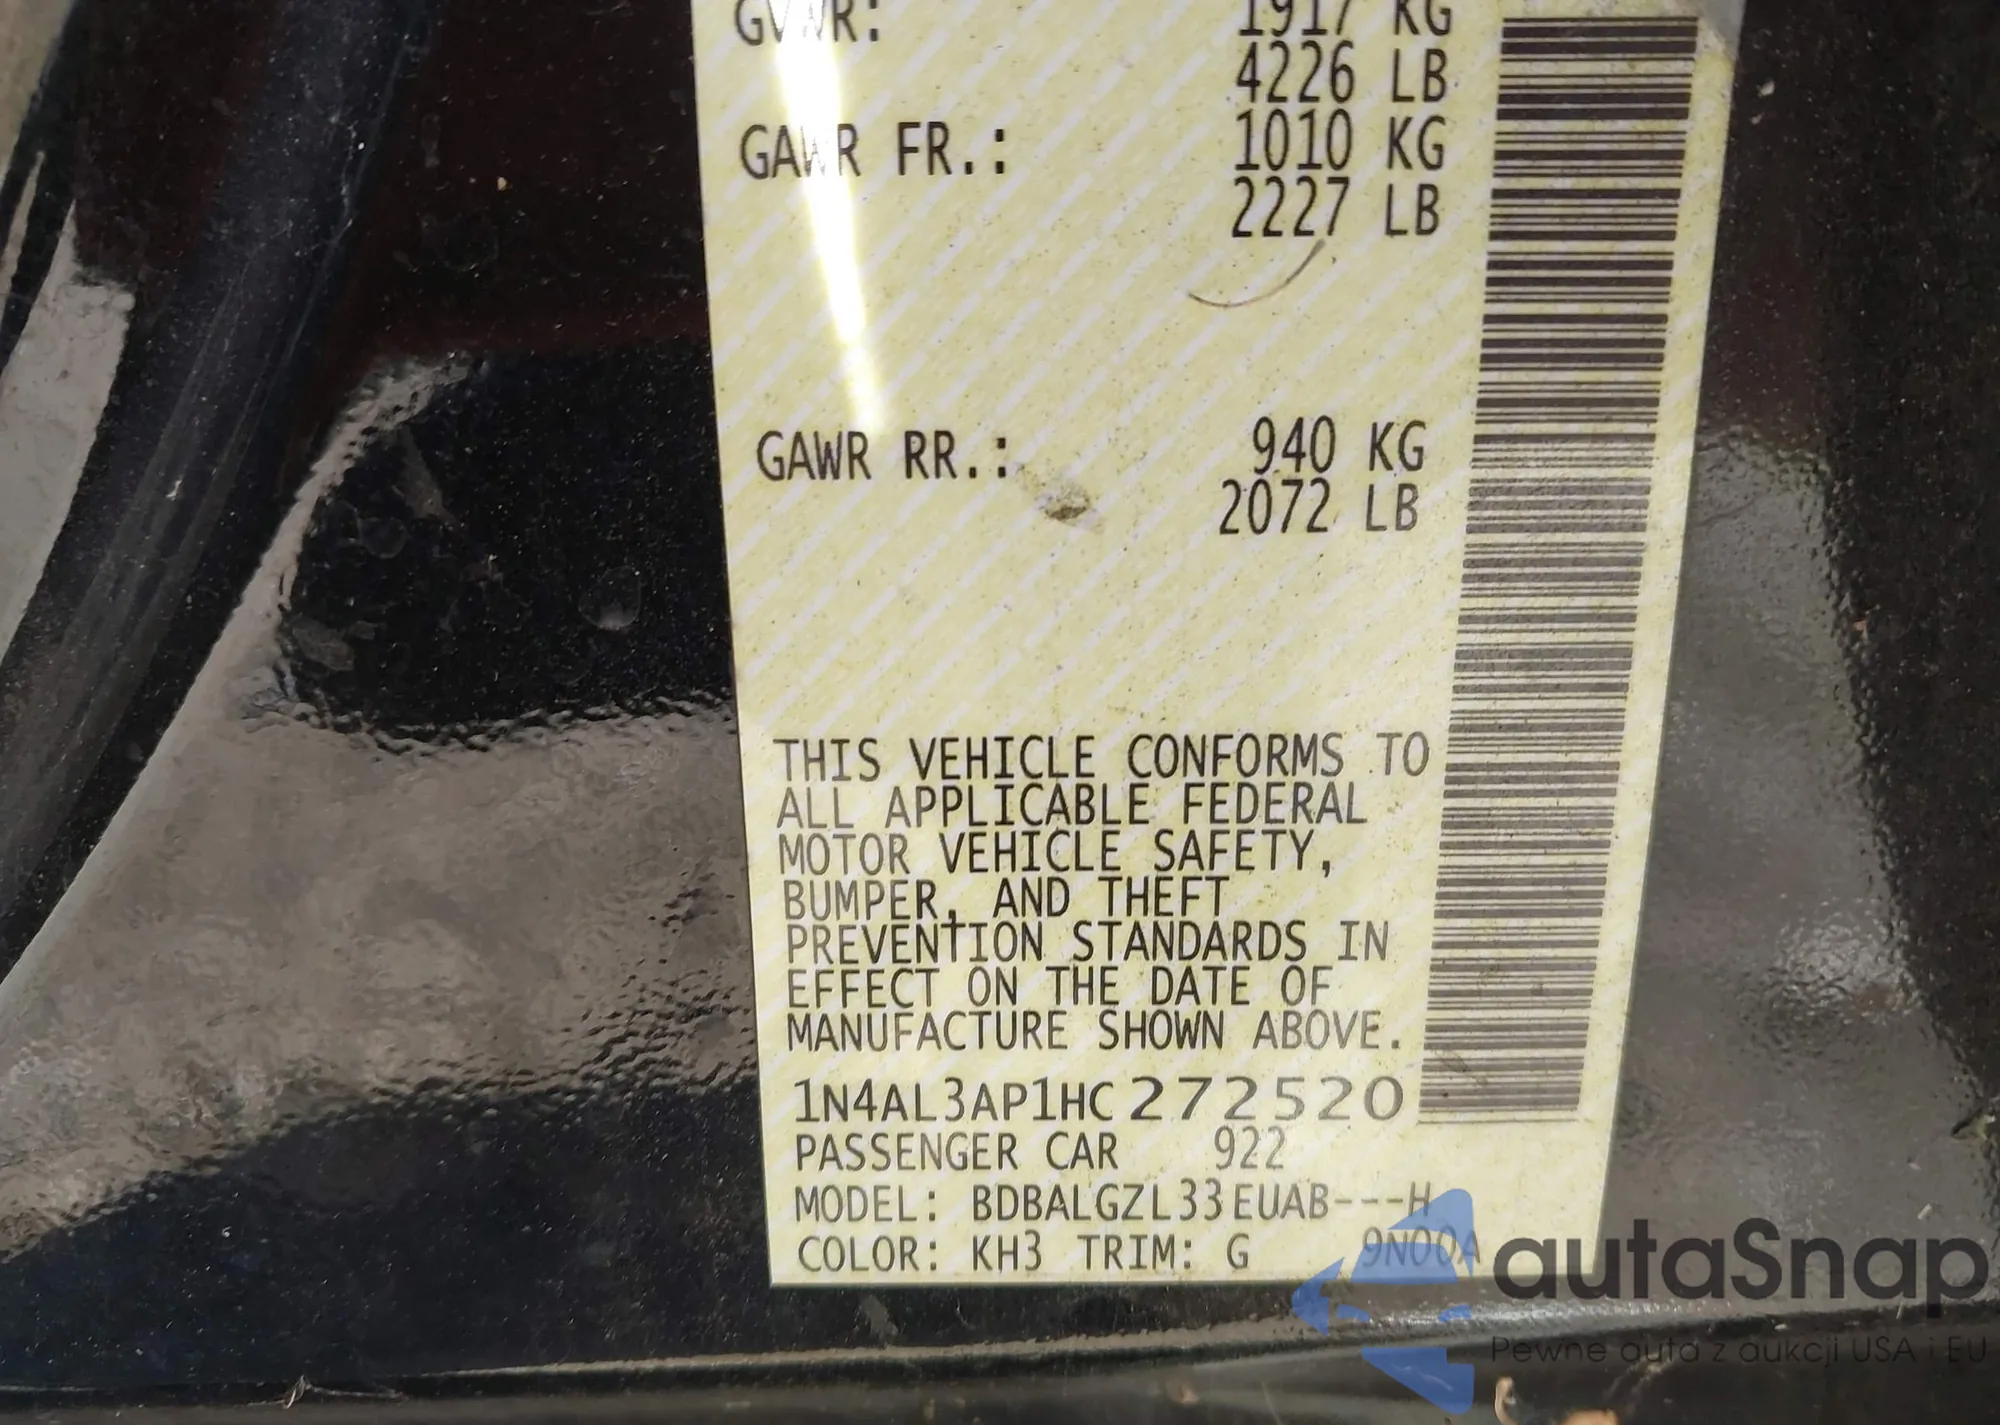 GVWR: 1917 KG
4226 LB
GAWR FR.: 1010 KG
2227 LB
GAWR RR.: 940 KG
2072 LB
THIS VEHICLE CONFORMS TO
ALL APPLICABLE FEDERAL
MOTOR VEHICLE SAFETY,
BUMPER, AND THEFT
PREVENTION STANDARDS IN
EFFECT ON THE DATE OF
MANUFACTURE SHOWN ABOVE.
1N4AL3AP1HC272520
PASSENGER CAR 922
MODEL: BDBALGZL33EUAB---H
COLOR: KH3 TRIM: G 9N00A
autaSnap
Pewne auta z aukcji USA i EU